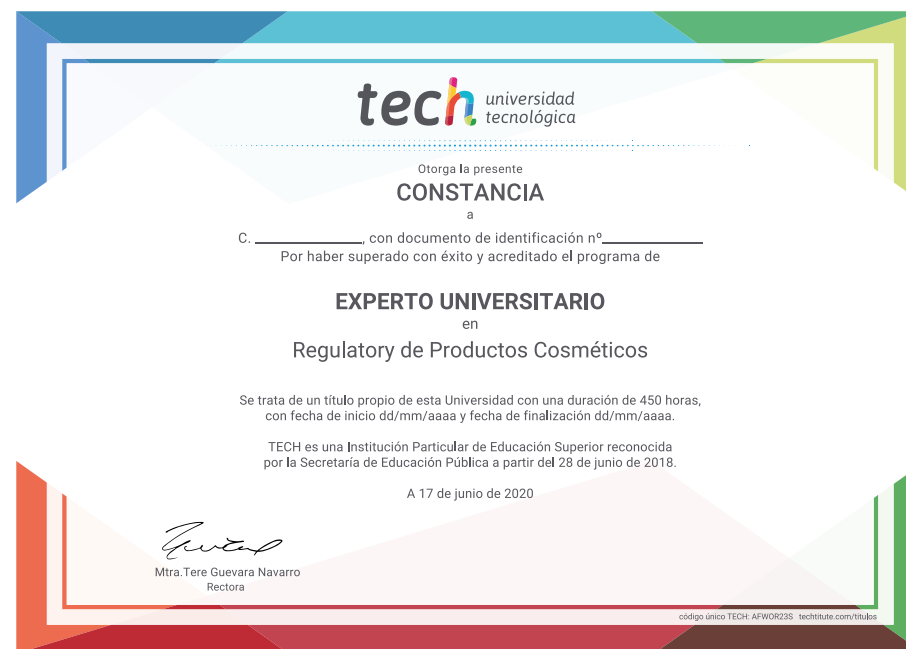 tech universidad
tecnológica
Otorga la presente
CONSTANCIA
a
C. ______________, con documento de identificación nº______________
Por haber superado con éxito y acreditado el programa de
EXPERTO UNIVERSITARIO
en
Regulatory de Productos Cosméticos
Se trata de un título propio de esta Universidad con una duración de 450 horas,
con fecha de inicio dd/mm/aaaa y fecha de finalización dd/mm/aaaa.
TECH es una Institución Particular de Educación Superior reconocida
por la Secretaría de Educación Pública a partir del 28 de junio de 2018.
A 17 de junio de 2020
Mtra.Tere Guevara Navarro
Rectora
código único TECH: AFWOR23S techtitute.com/titulos